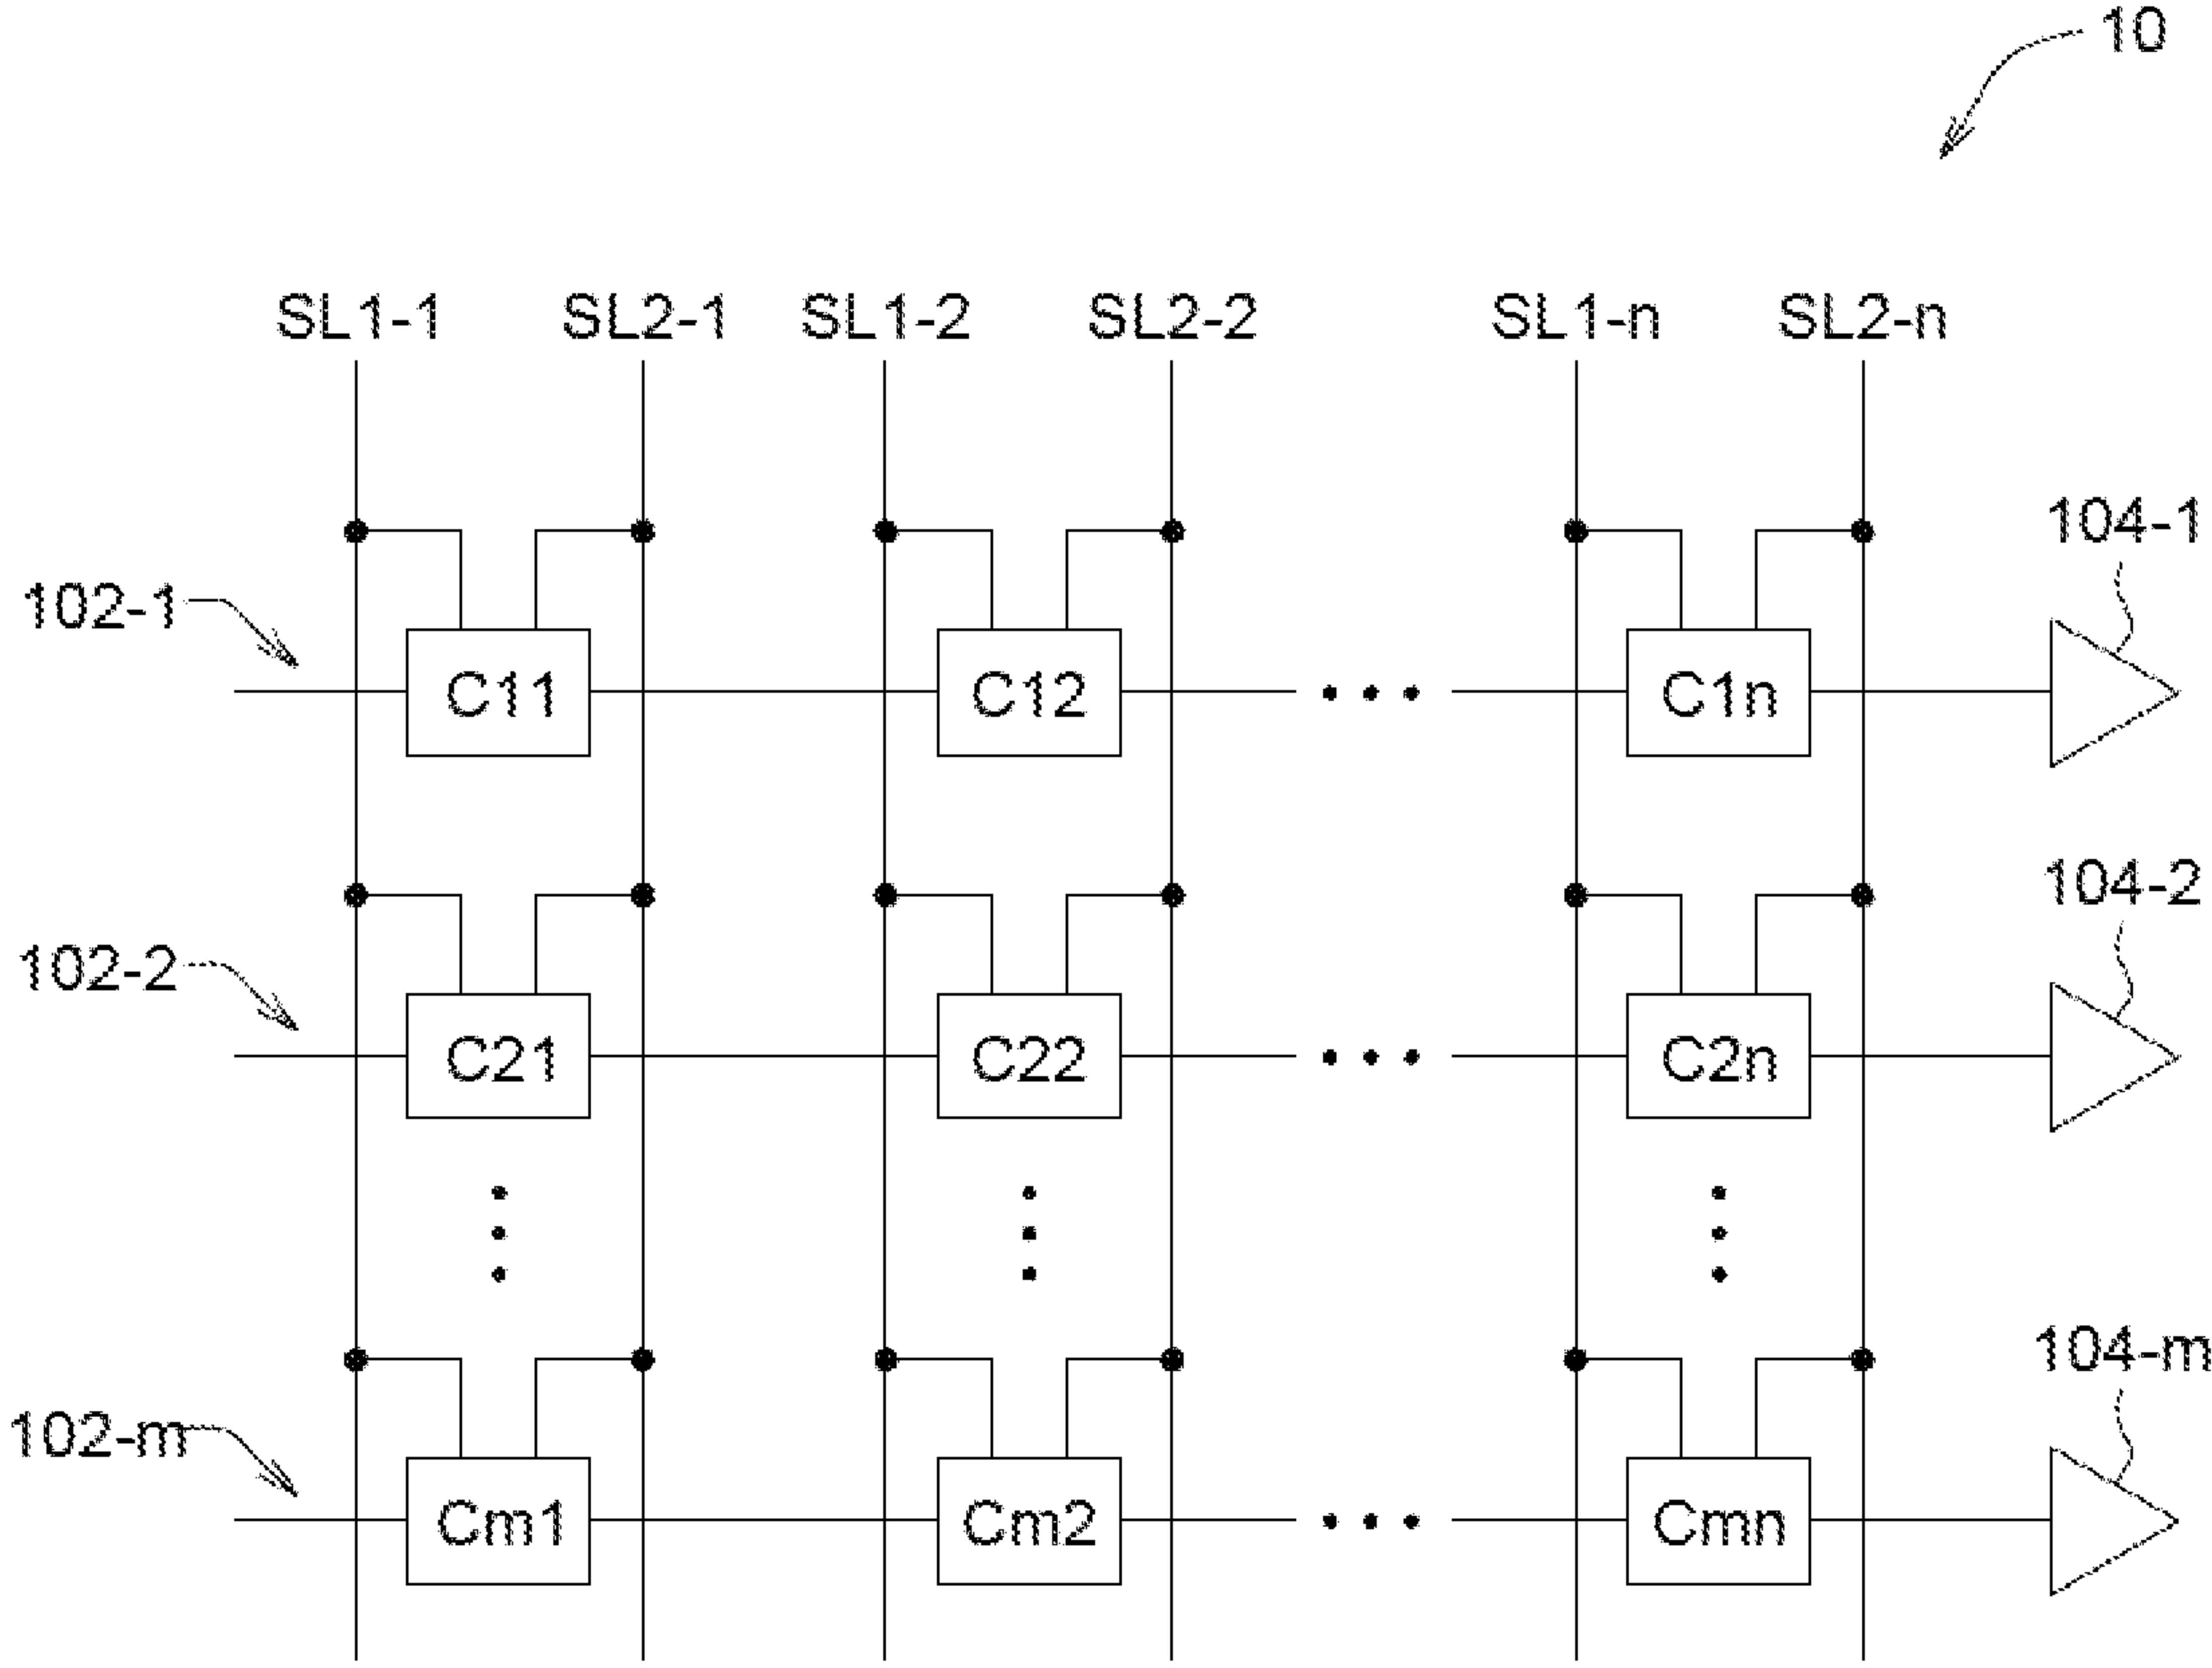 10
SL1-1 SL2-1 SL1-2 SL2-2 SL1-n SL2-n
104-1
102-1
C11 C12 C1n
104-2
102-2
C21 C22 C2n
104-m
102-m
Cm1 Cm2 Cmn